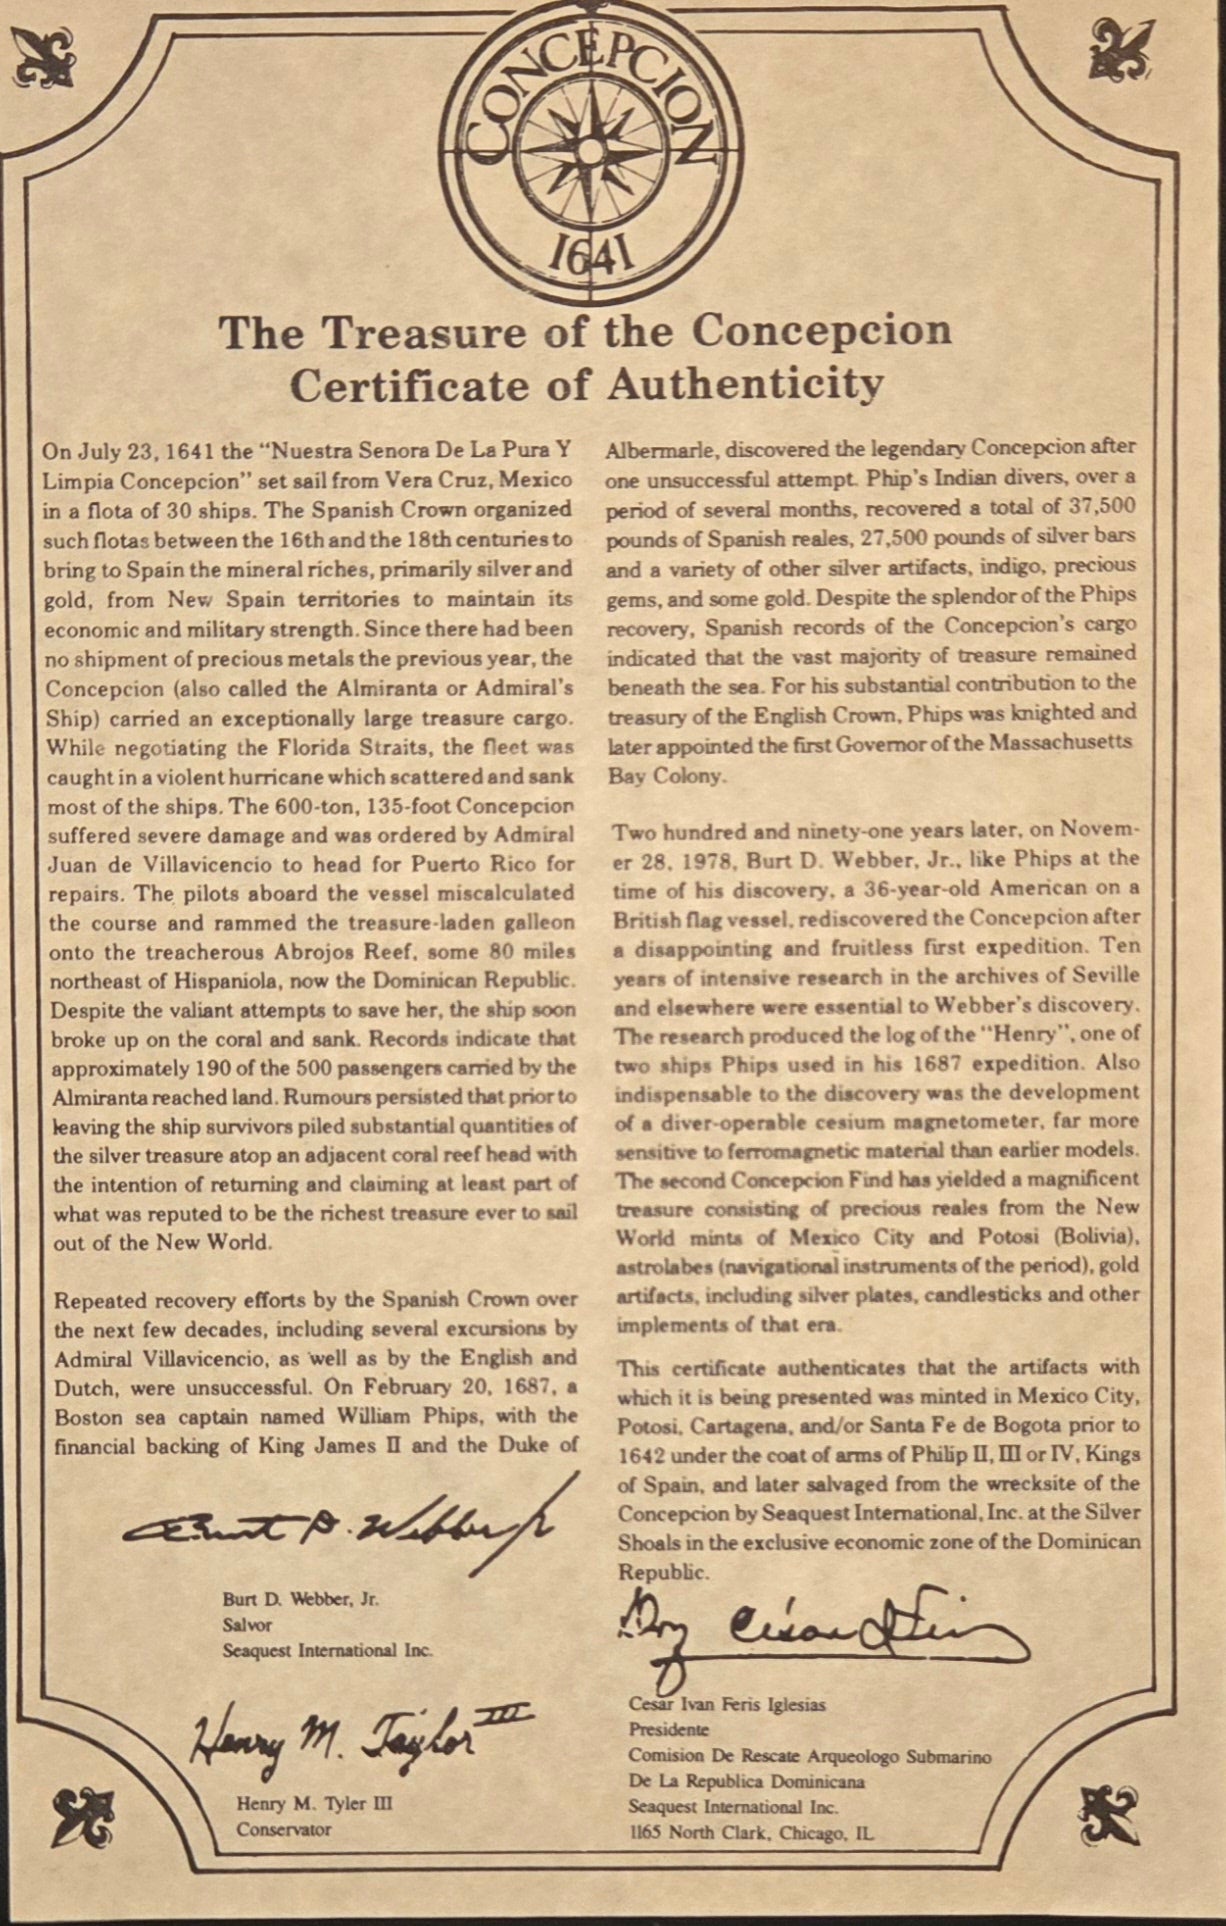 CONCEPCION
1641
The Treasure of the Concepcion
Certificate of Authenticity
On July 23, 1641 the "Nuestra Senora De La Pura Y
Limpia Concepcion" set sail from Vera Cruz, Mexico
in a flota of 30 ships. The Spanish Crown organized
such flotas between the 16th and the 18th centuries to
bring to Spain the mineral riches, primarily silver and
gold, from New Spain territories to maintain its
economic and military strength. Since there had been
no shipment of precious metals the previous year, the
Concepcion (also called the Almiranta or Admiral's
Ship) carried an exceptionally large treasure cargo.
While negotiating the Florida Straits, the fleet was
caught in a violent hurricane which scattered and sank
most of the ships. The 600-ton, 135-foot Concepcion
suffered severe damage and was ordered by Admiral
Juan de Villavicencio to head for Puerto Rico for
repairs. The pilots aboard the vessel miscalculated
the course and rammed the treasure-laden galleon
onto the treacherous Abrojos Reef, some 80 miles
northeast of Hispaniola, now the Dominican Republic.
Despite the valiant attempts to save her, the ship soon
broke up on the coral and sank. Records indicate that
approximately 190 of the 500 passengers carried by the
Almiranta reached land. Rumours persisted that prior to
leaving the ship survivors piled substantial quantities of
the silver treasure atop an adjacent coral reef head with
the intention of returning and claiming at least part of
what was reputed to be the richest treasure ever to sail
out of the New World.
Repeated recovery efforts by the Spanish Crown over
the next few decades, including several excursions by
Admiral Villavicencio, as well as by the English and
Dutch, were unsuccessful. On February 20, 1687, a
Boston sea captain named William Phips, with the
financial backing of King James II and the Duke of
Albermarle, discovered the legendary Concepcion after
one unsuccessful attempt. Phip's Indian divers, over a
period of several months, recovered a total of 37,500
pounds of Spanish reales, 27,500 pounds of silver bars
and a variety of other silver artifacts, indigo, precious
gems, and some gold. Despite the splendor of the Phips
recovery, Spanish records of the Concepcion's cargo
indicated that the vast majority of treasure remained
beneath the sea. For his substantial contribution to the
treasury of the English Crown, Phips was knighted and
later appointed the first Governor of the Massachusetts
Bay Colony.
Two hundred and ninety-one years later, on Novem-
er 28, 1978, Burt D. Webber, Jr., like Phips at the
time of his discovery, a 36-year-old American on a
British flag vessel, rediscovered the Concepcion after
a disappointing and fruitless first expedition. Ten
years of intensive research in the archives of Seville
and elsewhere were essential to Webber's discovery.
The research produced the log of the "Henry", one of
two ships Phips used in his 1687 expedition. Also
indispensable to the discovery was the development
of a diver-operable cesium magnetometer, far more
sensitive to ferromagnetic material than earlier models.
The second Concepcion Find has yielded a magnificent
treasure consisting of precious reales from the New
World mints of Mexico City and Potosi (Bolivia),
astrolabes (navigational instruments of the period), gold
artifacts, including silver plates, candlesticks and other
implements of that era.
This certificate authenticates that the artifacts with
which it is being presented was minted in Mexico City,
Potosi, Cartagena, and/or Santa Fe de Bogota prior to
1642 under the coat of arms of Philip II, III or IV, Kings
of Spain, and later salvaged from the wrecksite of the
Concepcion by Seaquest International, Inc. at the Silver
Shoals in the exclusive economic zone of the Dominican
Republic.
Burt D. Webber Jr
Burt D. Webber, Jr.
Salvor
Seaquest International Inc.
Henry M. Taylor III
Henry M. Tyler III
Conservator
César
Cesar Ivan Feris Iglesias
Presidente
Comision De Rescate Arqueologo Submarino
De La Republica Dominicana
Seaquest International Inc.
1165 North Clark, Chicago, IL